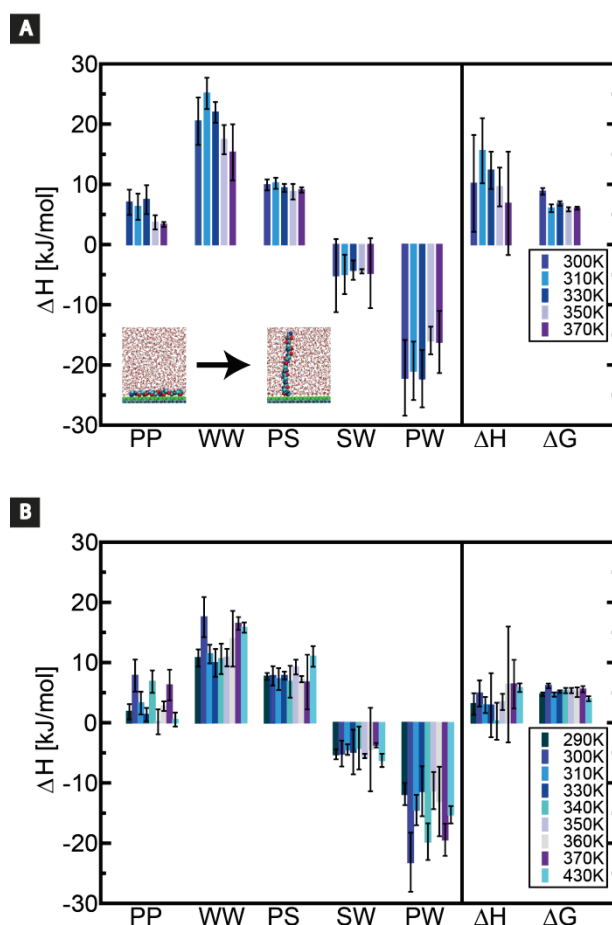 A
30
20
10
0
-10
-20
-30
ΔH [kJ/mol]
PP WW PS SW PW ΔH ΔG
300K
310K
330K
350K
370K
B
30
20
10
0
-10
-20
-30
ΔH [kJ/mol]
PP WW PS SW PW ΔH ΔG
290K
300K
310K
330K
340K
350K
360K
370K
430K